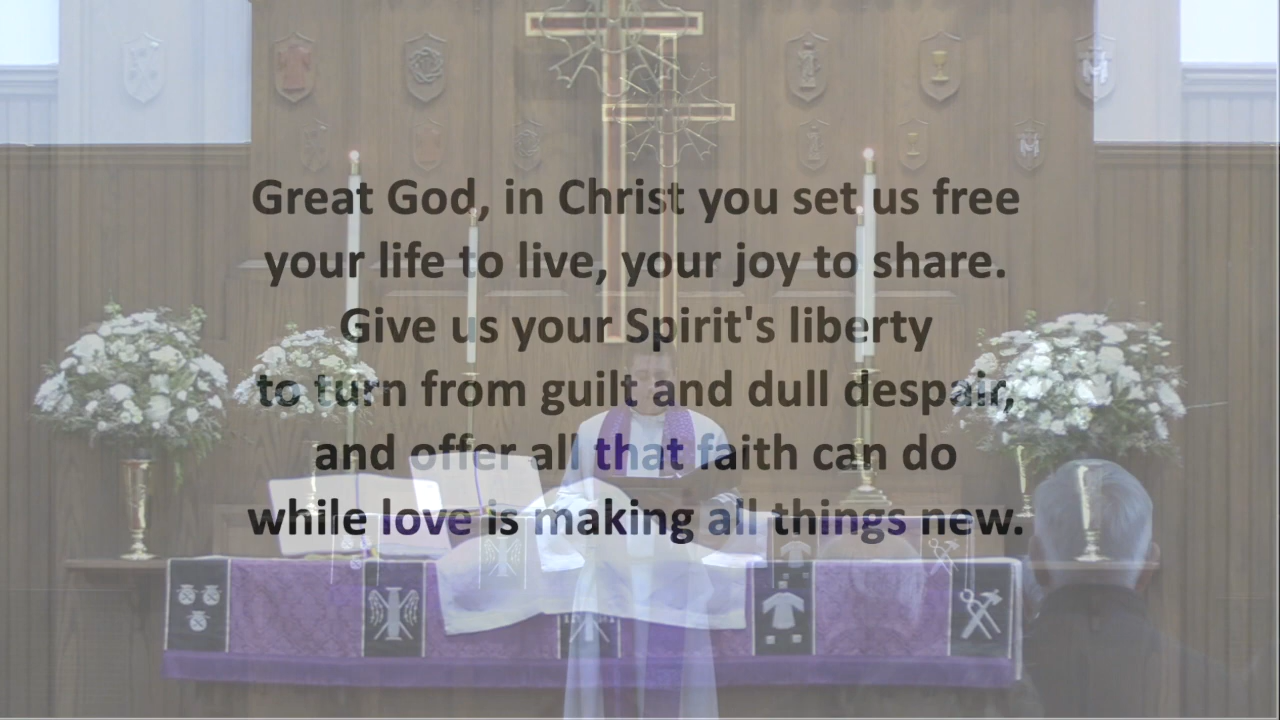 Great God, in Christ you set us free
your life to live, your joy to share.
Give us your Spirit's liberty
to turn from guilt and dull despair,
and offer all that faith can do
while love is making all things new.